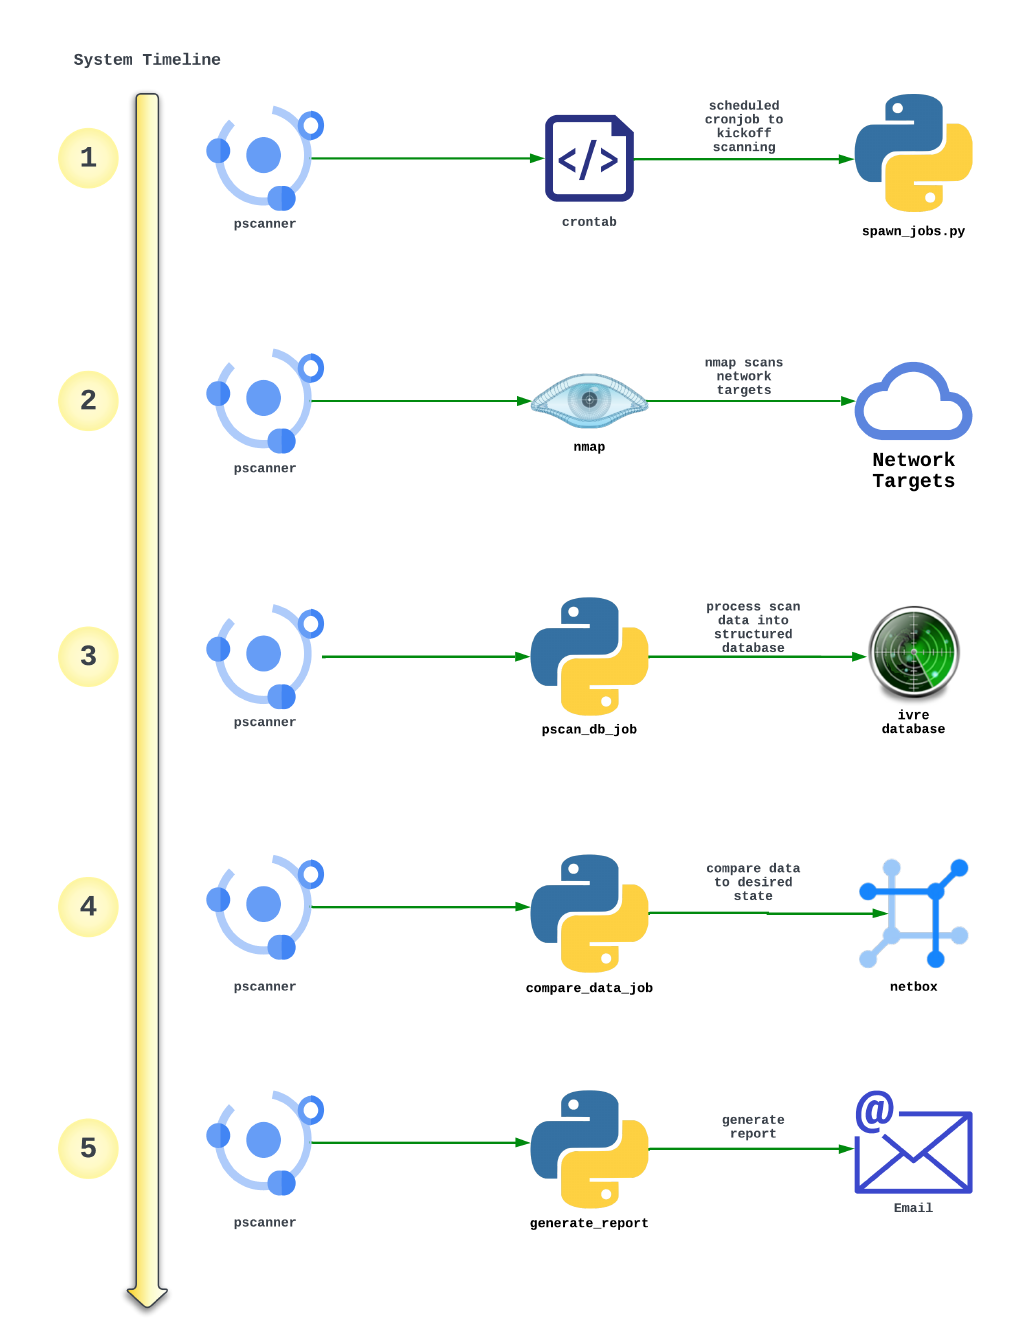 System Timeline
1
pscanner
</>
crontab
scheduled
cronjob to
kickoff
scanning
spawn_jobs.py
2
pscanner
nmap
nmap scans
network
targets
Network
Targets
3
pscanner
pscan_db_job
process scan
data into
structured
database
ivre
database
4
pscanner
compare_data_job
compare data
to desired
state
netbox
5
pscanner
generate_report
generate
report
@
Email